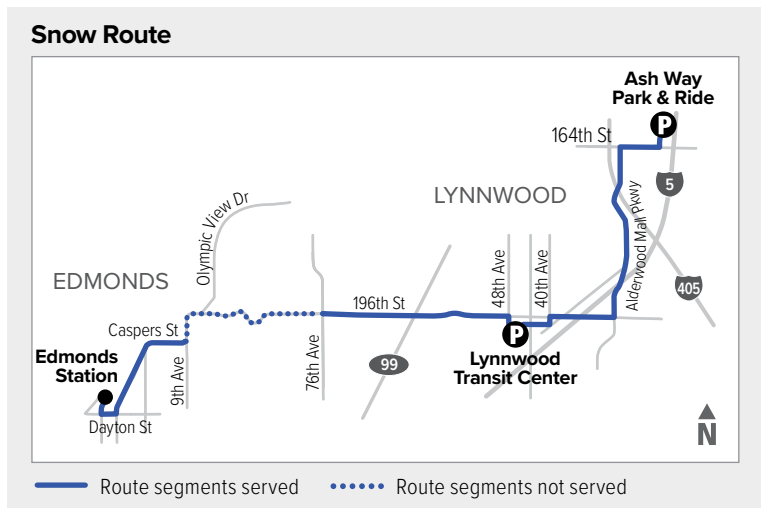 Snow Route
Ash Way
Park & Ride
P
164th St
5
LYNNWOOD
Alderwood Mall Pkwy
Olympic View Dr
EDMONDS
48th Ave
40th Ave
405
196th St
Caspers St
P
Lynnwood
Transit Center
Edmonds
Station
9th Ave
76th Ave
99
Dayton St
N
Route segments served
Route segments not served